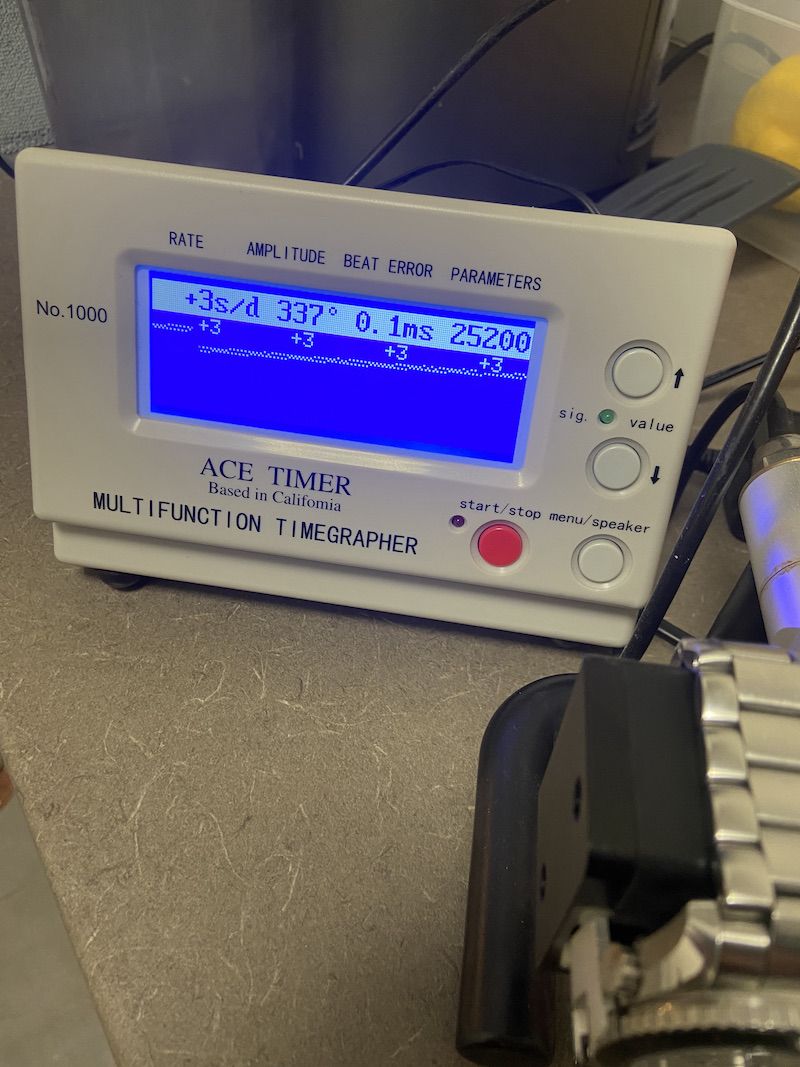 RATE AMPLITUDE BEAT ERROR PARAMETERS
No.1000
+3s/d 337° 0.1ms 25200
+3 +3 +3 +3
sig. value
ACE TIMER
Based in Califomia
MULTIFUNCTION TIMEGRAPHER
start/stop menu/speaker